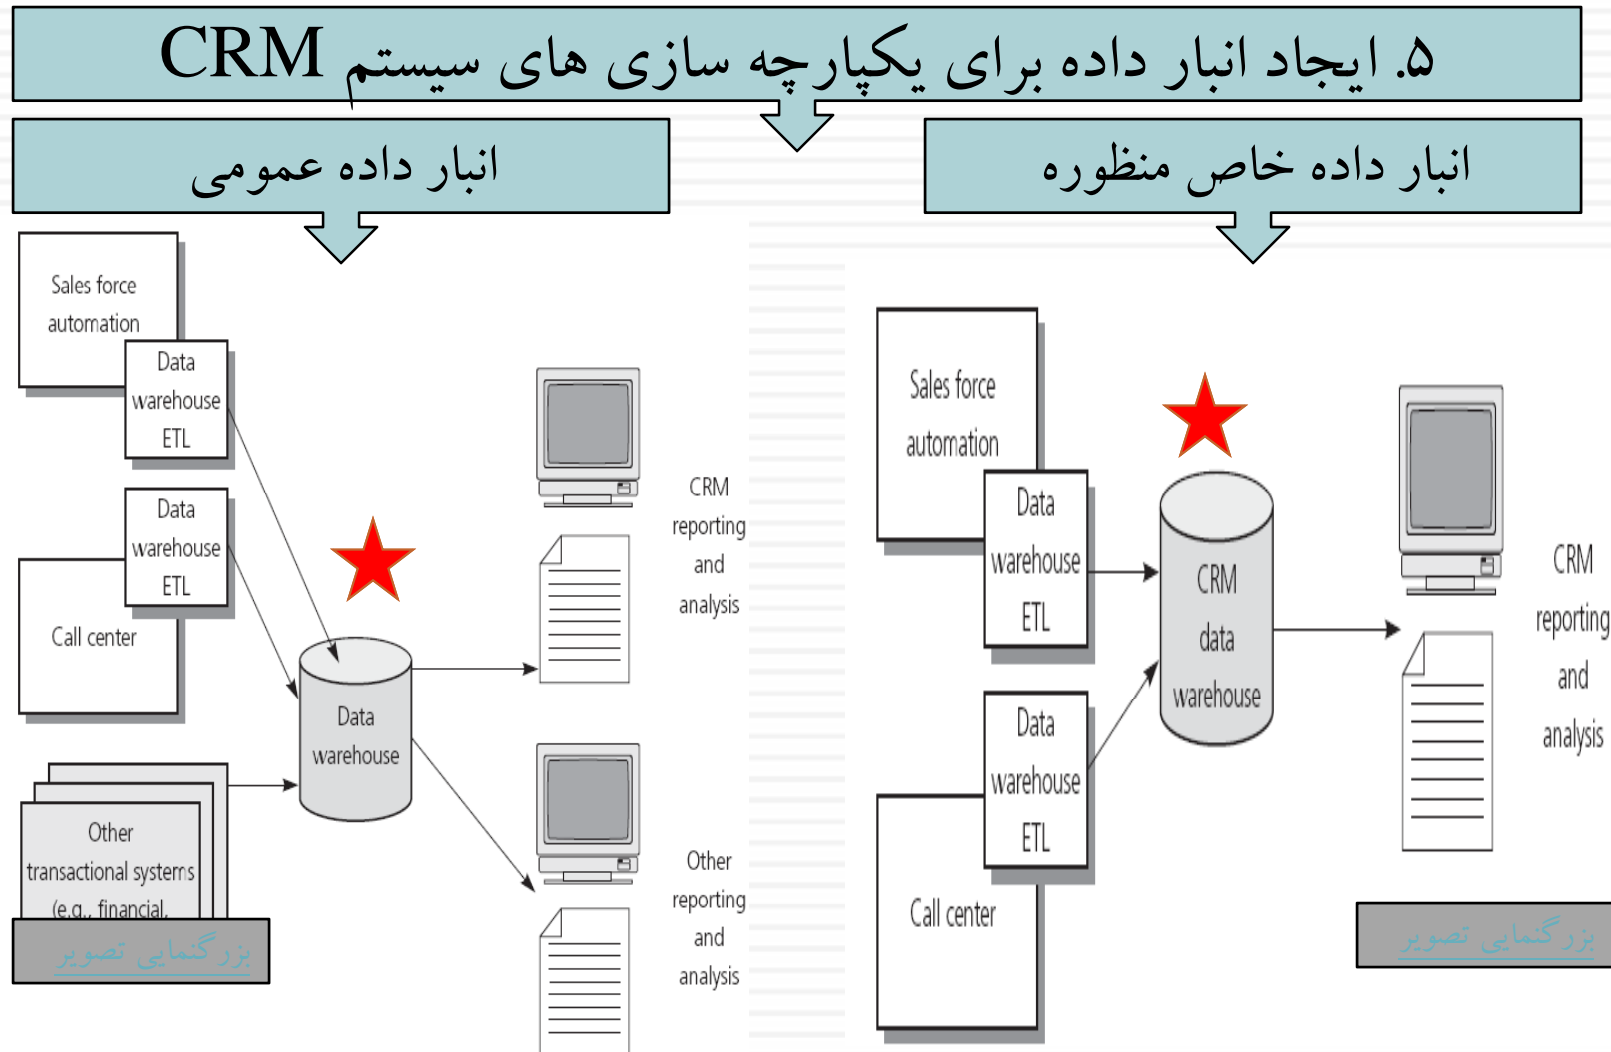 ۵. ایجاد انبار داده برای یکپارچه سازی های سیستم CRM
انبار داده خاص منظوره
انبار داده عمومی
Sales force
automation
Data
warehouse
ETL
Data
warehouse
ETL
Call center
Other
transactional systems
(e.g., financial,
بزرگنمایی تصویر
Data
warehouse
CRM
reporting
and
analysis
Other
reporting
and
analysis
Sales force
automation
Data
warehouse
ETL
Data
warehouse
ETL
Call center
CRM
data
warehouse
CRM
reporting
and
analysis
بزرگنمایی تصویر